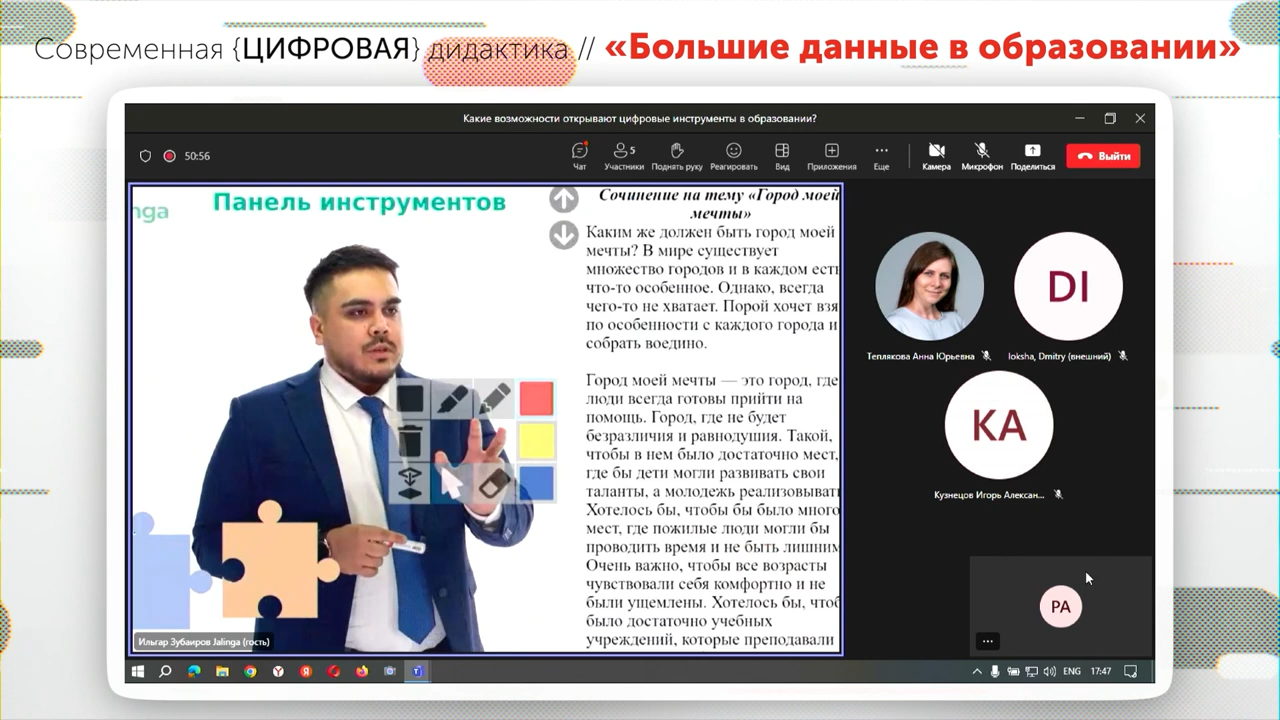 Современная {ЦИФРОВАЯ} дидактика // «Большие данные в образовании»
Какие возможности открывают цифровые инструменты в образовании?
50:56
5
Чат
Участники
Поднять руку
Реагировать
Вид
Приложения
Еще
Камера
Микрофон
Поделиться
Выйти
nga
Панель инструментов
Сочинение на тему «Город моей
мечты»
Каким же должен быть город моей
мечты? В мире существует
множество городов и в каждом есть
что-то особенное. Однако, всегда
чего-то не хватает. Порой хочет взя
по особенности с каждого города и
собрать воедино.
Город моей мечты — это город, где
люди всегда готовы прийти на
помощь. Город, где не будет
безразличия и равнодушия. Такой,
чтобы в нем было достаточно мест,
где бы дети могли развивать свои
таланты, а молодежь реализовывать
Хотелось бы, чтобы бы было много
мест, где пожилые люди могли бы
проводить время и не быть лишним
Очень важно, чтобы все возрасты
чувствовали себя комфортно и не
были ущемлены. Хотелось бы, чтоб
было достаточно учебных
учреждений, которые преподавали
Ильгар Зубаиров Jalinga (гость)
DI
Теплякова Анна Юрьевна
Ioksha, Dmitry (внешний)
KA
Кузнецов Игорь Алексан...
PA
ENG
17:47